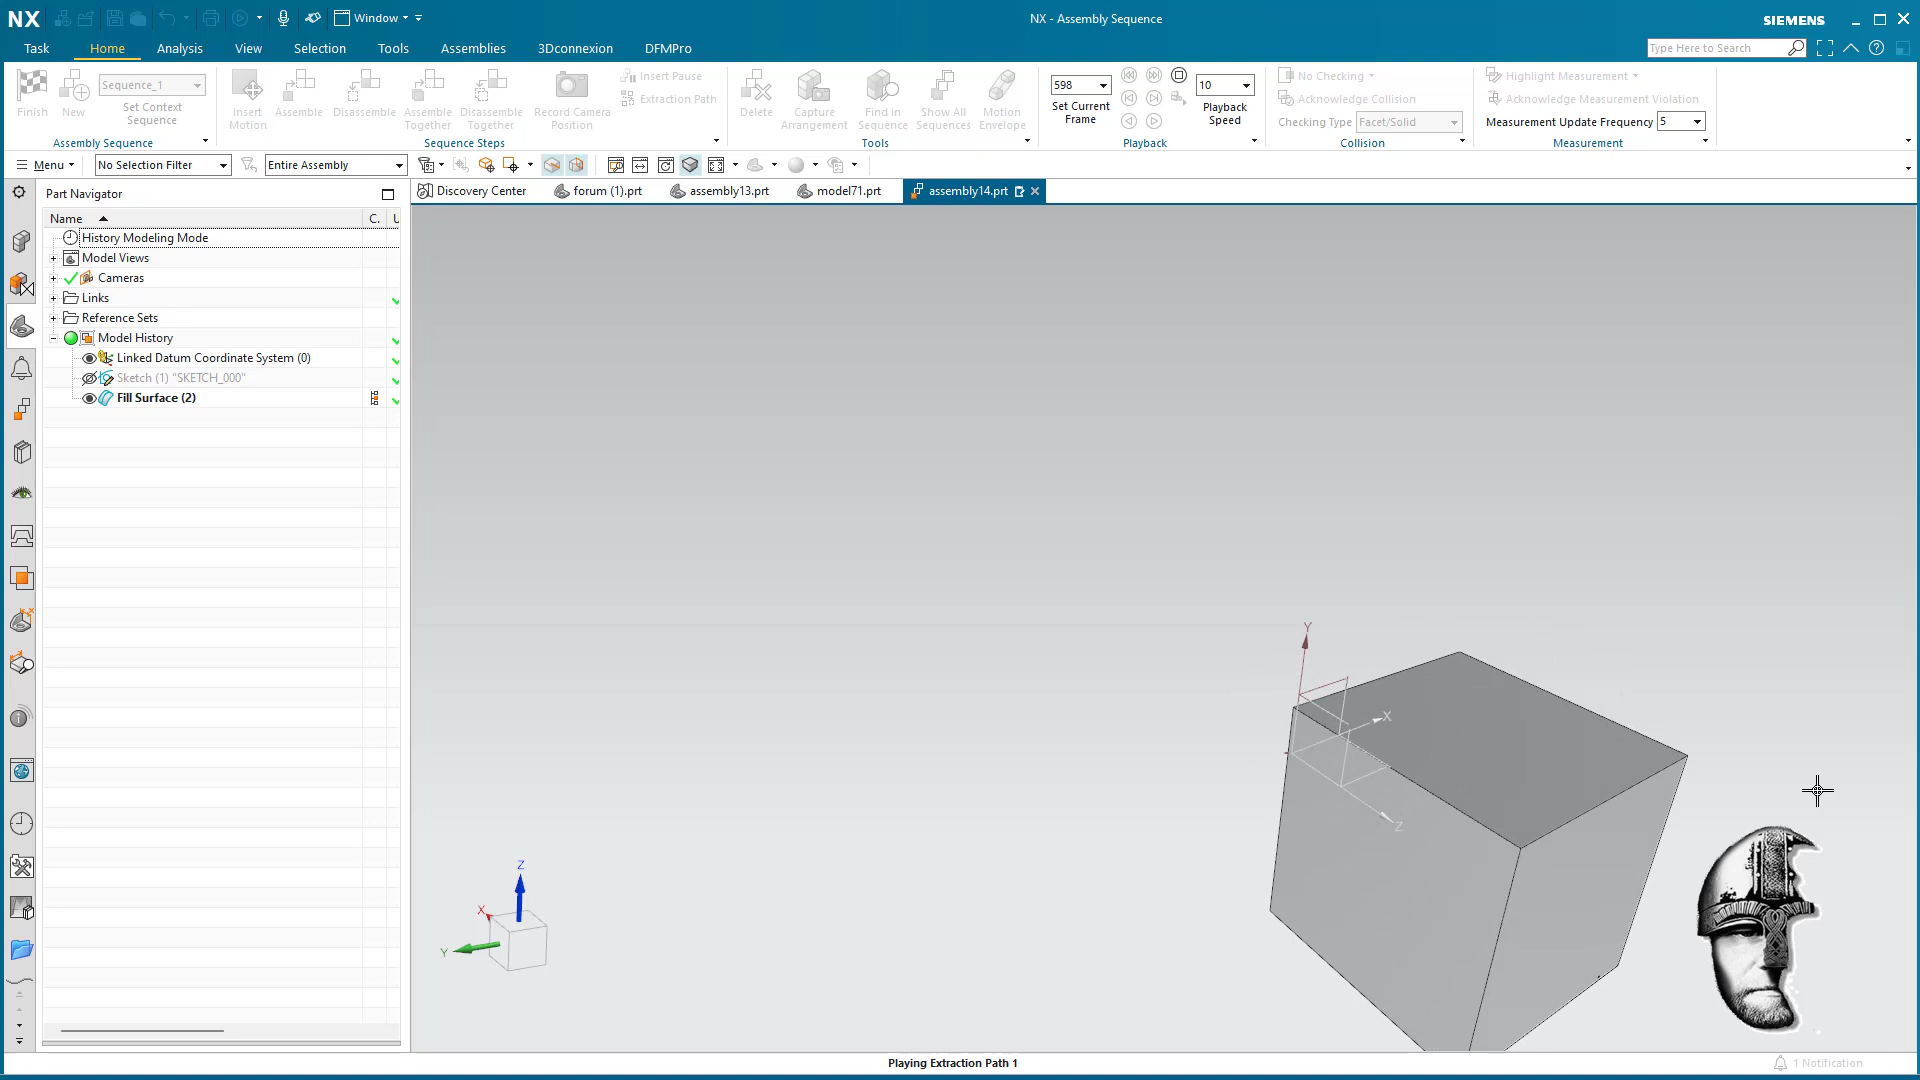 NX
Window
NX - Assembly Sequence
SIEMENS
Task
Home
Analysis
View
Selection
Tools
Assemblies
3Dconnexion
DFMPro
Type Here to Search
Finish
New
Sequence_1
Set Context
Sequence
Insert
Motion
Assemble
Disassemble
Assemble
Together
Disassemble
Together
Record Camera
Position
Insert Pause
Extraction Path
Delete
Capture
Arrangement
Find in
Sequence
Show All
Sequences
Motion
Envelope
598
Set Current
Frame
10
Playback
Speed
No Checking
Acknowledge Collision
Checking Type Facet/Solid
Highlight Measurement
Acknowledge Measurement Violation
Measurement Update Frequency 5
Assembly Sequence
Sequence Steps
Tools
Playback
Collision
Measurement
Menu
No Selection Filter
Entire Assembly
Part Navigator
Discovery Center
forum (1).prt
assembly13.prt
model71.prt
assembly14.prt
Name
C.
U
History Modeling Mode
Model Views
Cameras
Links
Reference Sets
Model History
Linked Datum Coordinate System (0)
Sketch (1) "SKETCH_000"
Fill Surface (2)
Y
X
Z
Z
X
Y
Playing Extraction Path 1
1 Notification